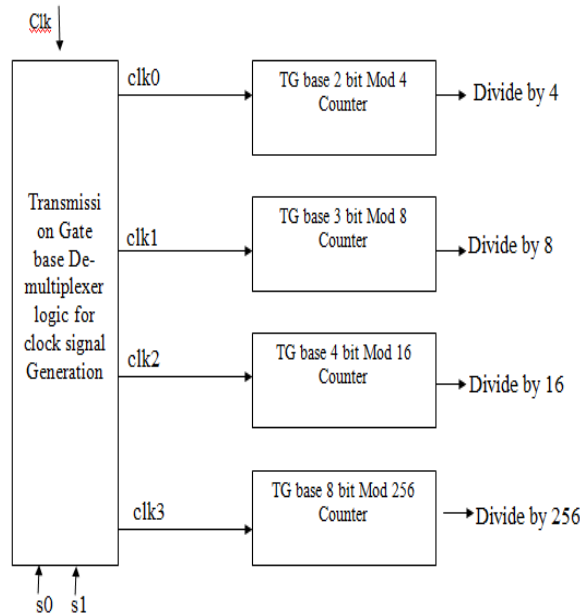 Clk
Transmissi
on Gate
base De-
multiplexer
logic for
clock signal
Generation
s0 s1
clk0
TG base 2 bit Mod 4
Counter
Divide by 4
clk1
TG base 3 bit Mod 8
Counter
Divide by 8
clk2
TG base 4 bit Mod 16
Counter
Divide by 16
clk3
TG base 8 bit Mod 256
Counter
Divide by 256